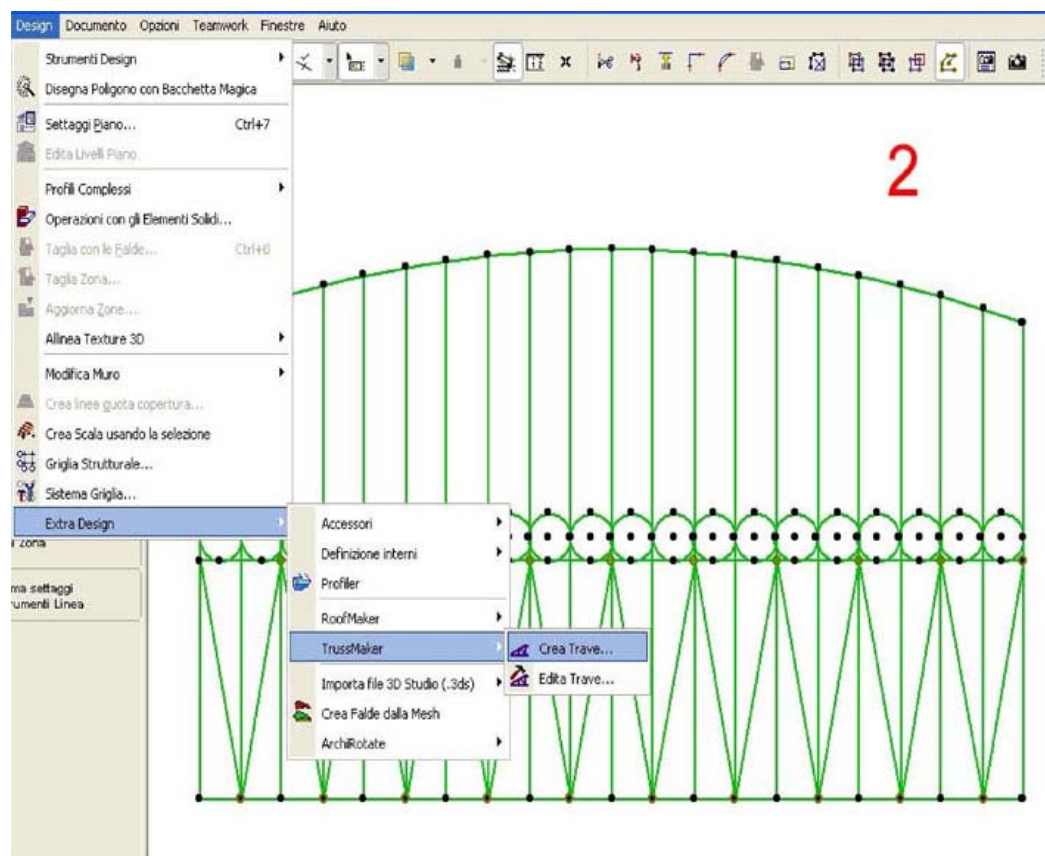 Design Documento Opzioni Teamwork Finestre Aiuto
Strumenti Design
Disegna Poligono con Bacchetta Magica
Settaggi Piano... Ctrl+7
Edita Livelli Piano
Profili Complessi
Operazioni con gli Elementi Solidi...
Taglia con le Falde... Ctrl+0
Taglia Zona...
Aggiorna Zone...
Allinea Texture 3D
Modifica Muro
Crea linee quota copertura...
Crea Scala usando la selezione
Griglia Strutturale...
Sistema Griglia...
Extra Design
Zona
ma settaggi
rumenti Linea
Accessori
Definizione interni
Profiler
RoofMaker
TrussMaker
Importa file 3D Studio (.3ds)
Crea Falde dalla Mesh
ArchiRotate
Crea Trave...
Edita Trave...
2